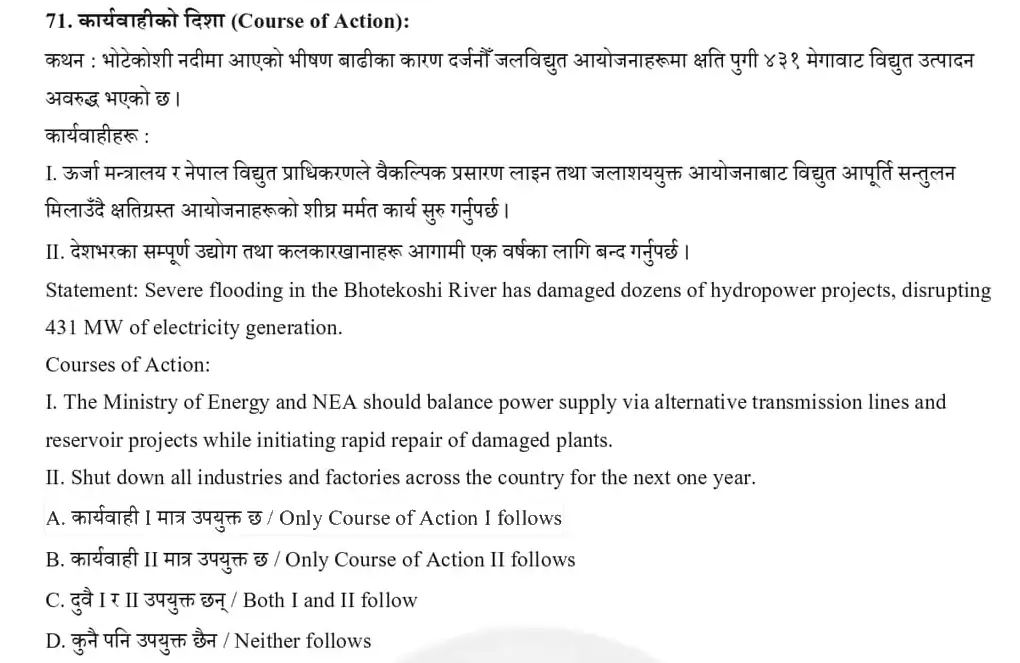 71. कार्यवाहीको दिशा (Course of Action):
कथन : भोटेकोशी नदीमा आएको भीषण बाढीका कारण दर्जनौँ जलविद्युत आयोजनाहरूमा क्षति पुगी ४३१ मेगावाट विद्युत उत्पादन
अवरुद्ध भएको छ।
कार्यवाहीहरू :
I. ऊर्जा मन्त्रालय र नेपाल विद्युत प्राधिकरणले वैकल्पिक प्रसारण लाइन तथा जलाशययुक्त आयोजनाबाट विद्युत आपूर्ति सन्तुलन
मिलाउँदै क्षतिग्रस्त आयोजनाहरूको शीघ्र मर्मत कार्य सुरु गर्नुपर्छ।
II. देशभरका सम्पूर्ण उद्योग तथा कलकारखानाहरू आगामी एक वर्षका लागि बन्द गर्नुपर्छ।
Statement: Severe flooding in the Bhotekoshi River has damaged dozens of hydropower projects, disrupting
431 MW of electricity generation.
Courses of Action:
I. The Ministry of Energy and NEA should balance power supply via alternative transmission lines and
reservoir projects while initiating rapid repair of damaged plants.
II. Shut down all industries and factories across the country for the next one year.
A. कार्यवाही I मात्र उपयुक्त छ / Only Course of Action I follows
B. कार्यवाही II मात्र उपयुक्त छ / Only Course of Action II follows
C. दुवै I र II उपयुक्त छन् / Both I and II follow
D. कुनै पनि उपयुक्त छैन / Neither follows